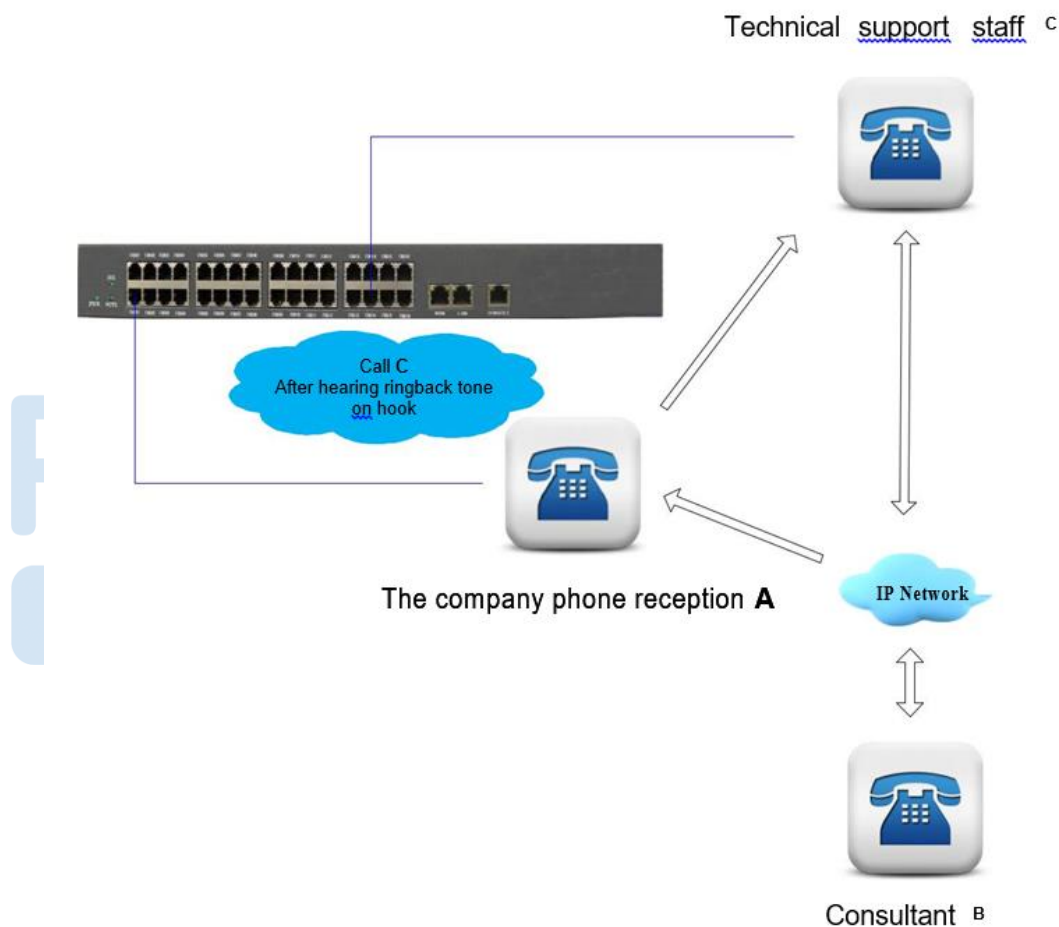 Technical support staff C
Call C
After hearing ringback tone
on hook
The company phone reception A
IP Network
Consultant B